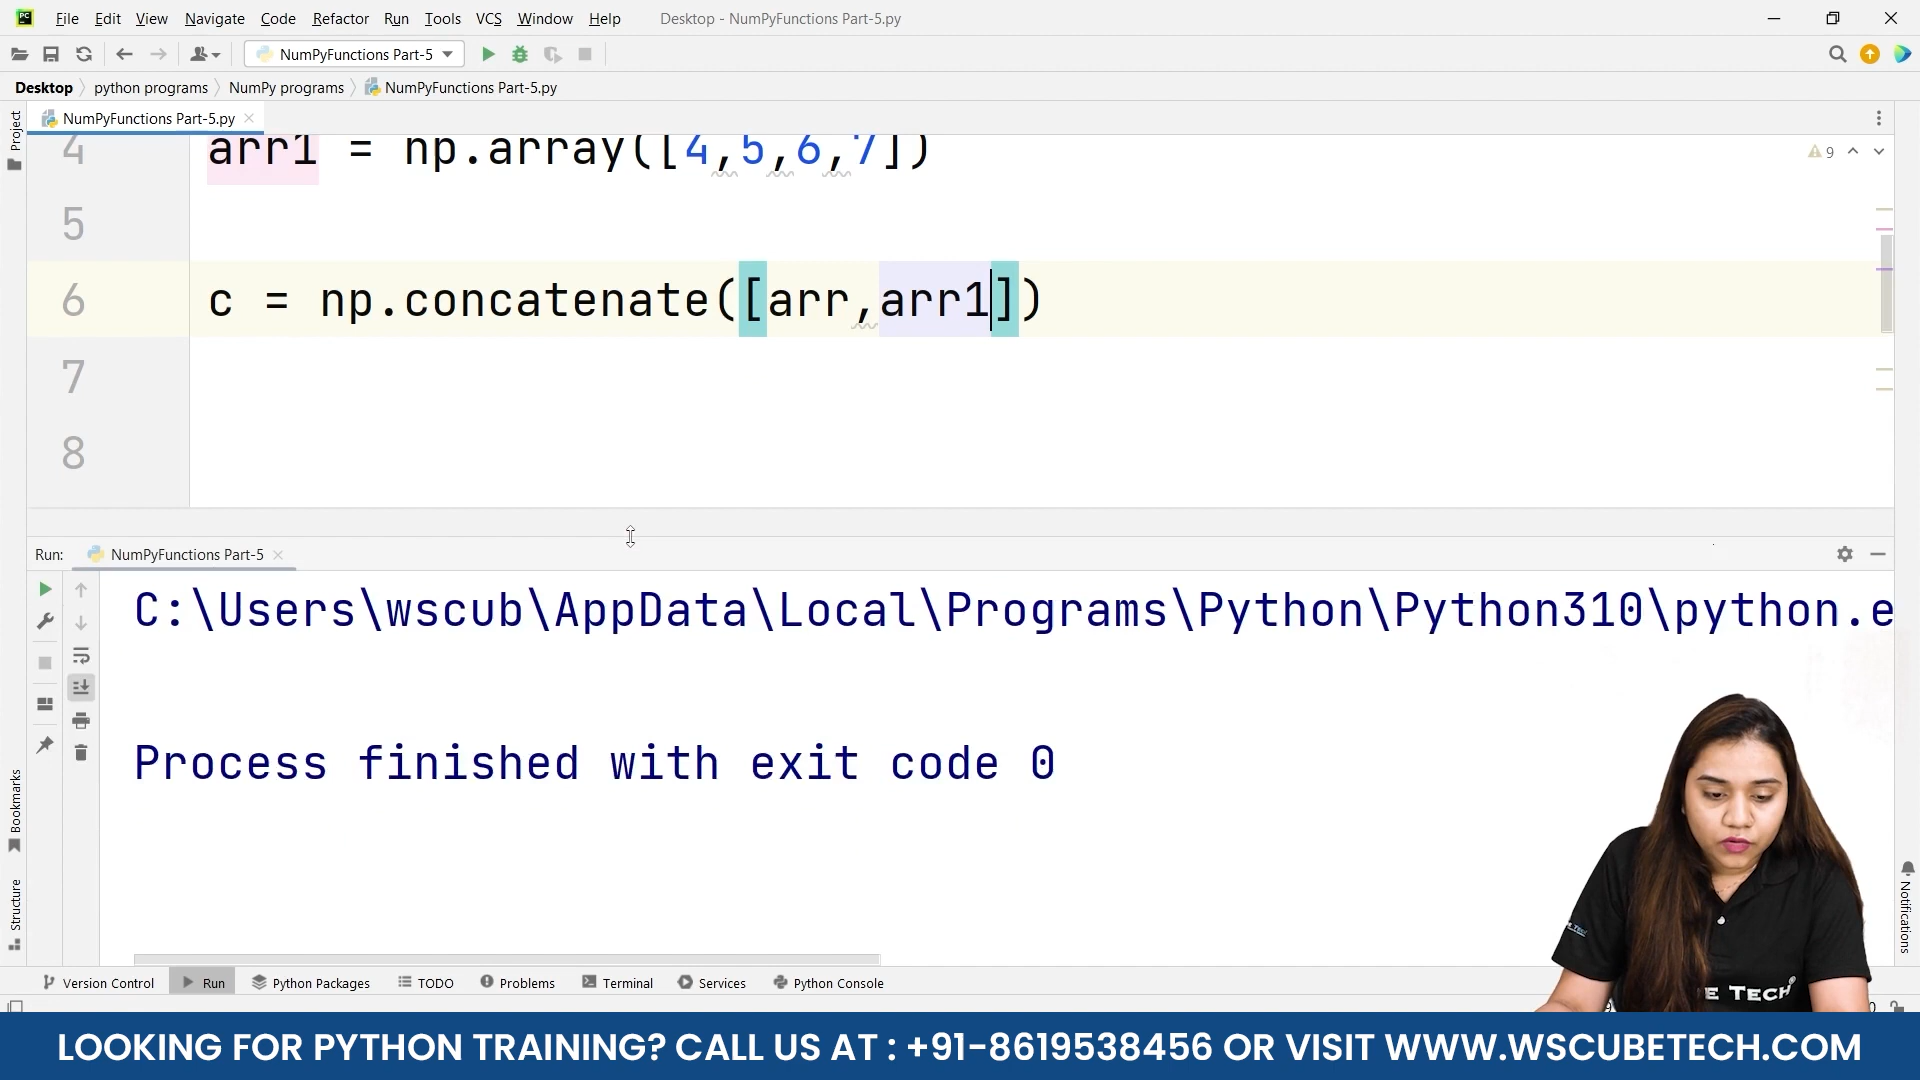 File Edit View Navigate Code Refactor Run Tools VCS Window Help Desktop - NumPyFunctions Part-5.py
NumPyFunctions Part-5
Desktop python programs NumPy programs NumPyFunctions Part-5.py
Project
NumPyFunctions Part-5.py
4 arr1 = np.array([4,5,6,7])
9
5
6 c = np.concatenate([arr,arr1])
7
8
Run: NumPyFunctions Part-5
C:\Users\wscub\AppData\Local\Programs\Python\Python310\python.e
Process finished with exit code 0
Bookmarks
Structure
Notifications
E TECH
Version Control Run Python Packages TODO Problems Terminal Services Python Console
LOOKING FOR PYTHON TRAINING? CALL US AT : +91-8619538456 OR VISIT WWW.WSCUBETECH.COM